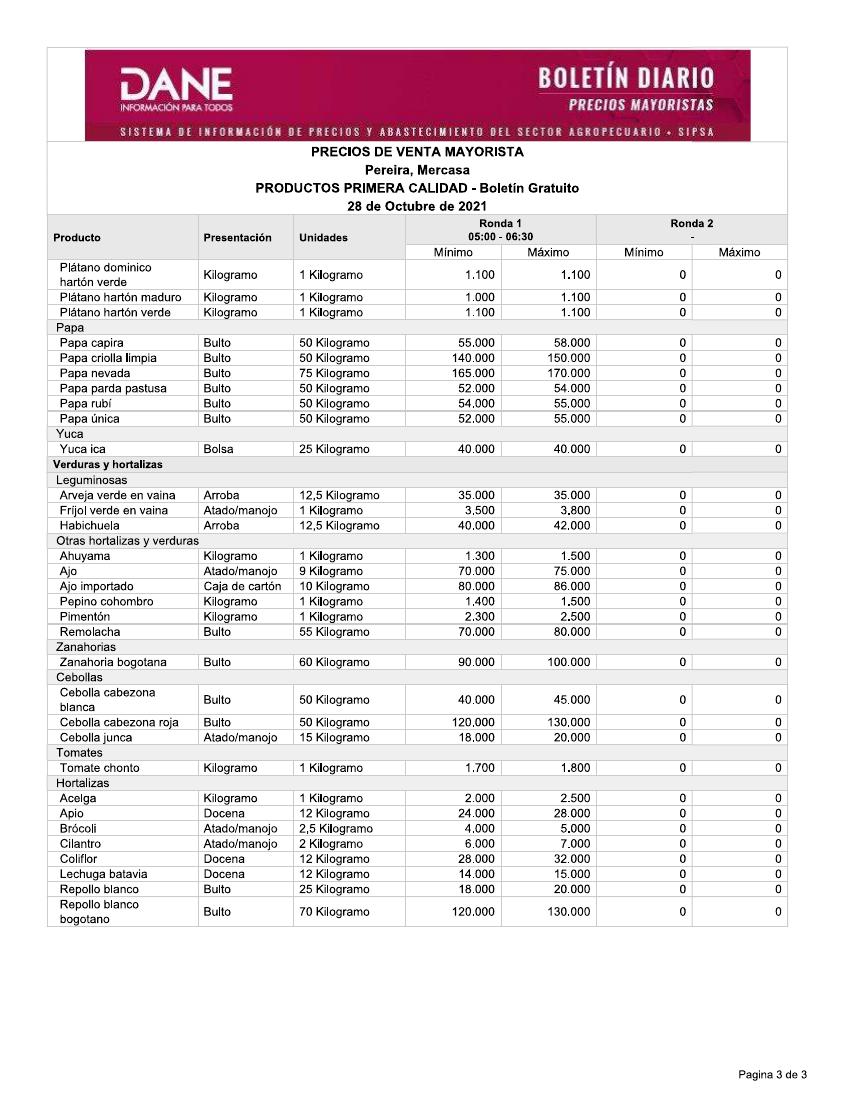 DANE
INFORMACIÓN PARA TODOS
BOLETÍN DIARIO
PRECIOS MAYORISTAS
SISTEMA DE INFORMACIÓN DE PRECIOS Y ABASTECIMIENTO DEL SECTOR AGROPECUARIO • SIPSA
PRECIOS DE VENTA MAYORISTA
Pereira, Mercasa
PRODUCTOS PRIMERA CALIDAD - Boletín Gratuito
28 de Octubre de 2021
Producto Presentación Unidades Ronda 1 Ronda 2
05:00 - 06:30 -
Mínimo Máximo Mínimo Máximo
Plátano dominico
hartón verde Kilogramo 1 Kilogramo 1.100 1.100 0 0
Plátano hartón maduro Kilogramo 1 Kilogramo 1.000 1.100 0 0
Plátano hartón verde Kilogramo 1 Kilogramo 1.100 1.100 0 0
Papa
Papa capira Bulto 50 Kilogramo 55.000 58.000 0 0
Papa criolla limpia Bulto 50 Kilogramo 140.000 150.000 0 0
Papa nevada Bulto 75 Kilogramo 165.000 170.000 0 0
Papa parda pastusa Bulto 50 Kilogramo 52.000 54.000 0 0
Papa rubí Bulto 50 Kilogramo 54.000 55.000 0 0
Papa única Bulto 50 Kilogramo 52.000 55.000 0 0
Yuca
Yuca ica Bolsa 25 Kilogramo 40.000 40.000 0 0
Verduras y hortalizas
Leguminosas
Arveja verde en vaina Arroba 12,5 Kilogramo 35.000 35.000 0 0
Fríjol verde en vaina Atado/manojo 1 Kilogramo 3.500 3.800 0 0
Habichuela Arroba 12,5 Kilogramo 40.000 42.000 0 0
Otras hortalizas y verduras
Ahuyama Kilogramo 1 Kilogramo 1.300 1.500 0 0
Ajo Atado/manojo 9 Kilogramo 70.000 75.000 0 0
Ajo importado Caja de cartón 10 Kilogramo 80.000 86.000 0 0
Pepino cohombro Kilogramo 1 Kilogramo 1.400 1.500 0 0
Pimentón Kilogramo 1 Kilogramo 2.300 2.500 0 0
Remolacha Bulto 55 Kilogramo 70.000 80.000 0 0
Zanahorias
Zanahoria bogotana Bulto 60 Kilogramo 90.000 100.000 0 0
Cebollas
Cebolla cabezona
blanca Bulto 50 Kilogramo 40.000 45.000 0 0
Cebolla cabezona roja Bulto 50 Kilogramo 120.000 130.000 0 0
Cebolla junca Atado/manojo 15 Kilogramo 18.000 20.000 0 0
Tomates
Tomate chonto Kilogramo 1 Kilogramo 1.700 1.800 0 0
Hortalizas
Acelga Kilogramo 1 Kilogramo 2.000 2.500 0 0
Apio Docena 12 Kilogramo 24.000 28.000 0 0
Brócoli Atado/manojo 2,5 Kilogramo 4.000 5.000 0 0
Cilantro Atado/manojo 2 Kilogramo 6.000 7.000 0 0
Coliflor Docena 12 Kilogramo 28.000 32.000 0 0
Lechuga batavia Docena 12 Kilogramo 14.000 15.000 0 0
Repollo blanco Bulto 25 Kilogramo 18.000 20.000 0 0
Repollo blanco
bogotano Bulto 70 Kilogramo 120.000 130.000 0 0
Pagina 3 de 3